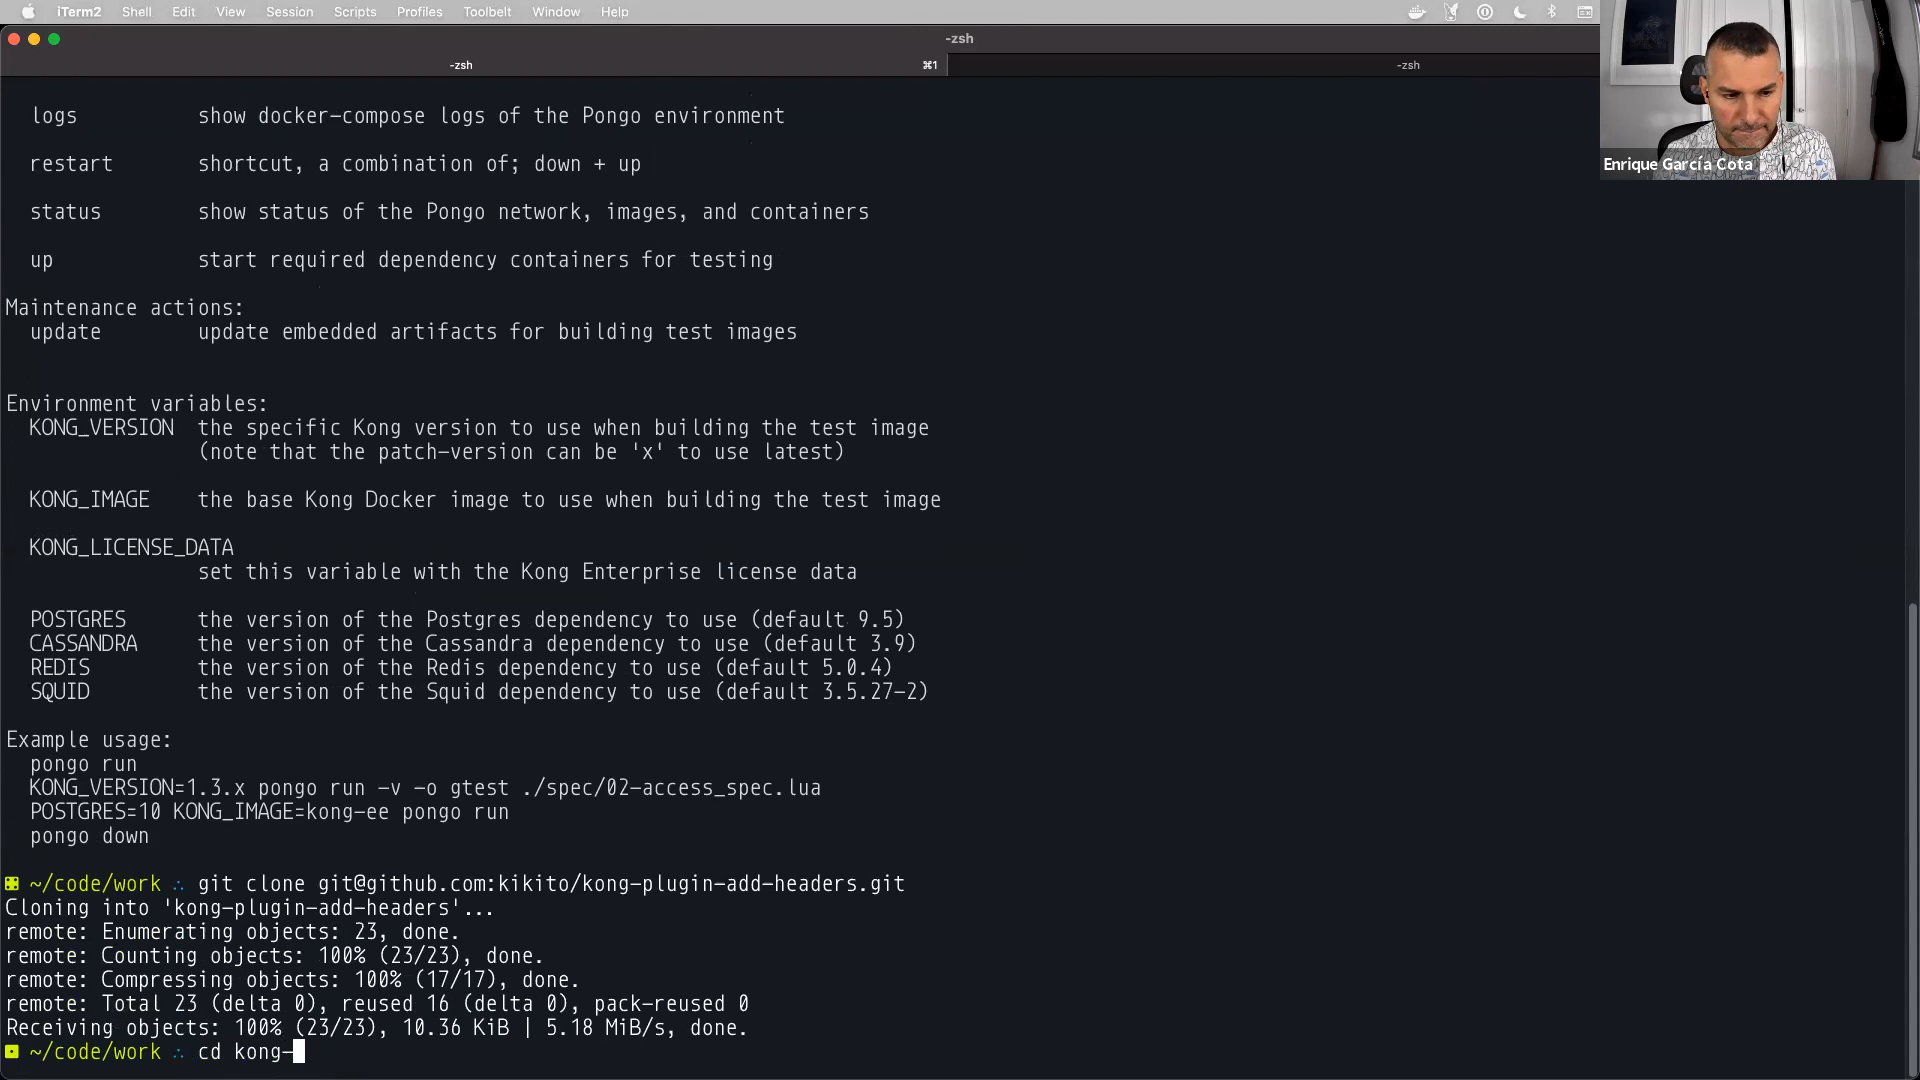 iTerm2 Shell Edit View Session Scripts Profiles Toolbelt Window Help
-zsh
-zsh ⌘1 -zsh
Enrique García Cota
logs show docker-compose logs of the Pongo environment
restart shortcut, a combination of; down + up
status show status of the Pongo network, images, and containers
up start required dependency containers for testing
Maintenance actions:
update update embedded artifacts for building test images
Environment variables:
KONG_VERSION the specific Kong version to use when building the test image
(note that the patch-version can be 'x' to use latest)
KONG_IMAGE the base Kong Docker image to use when building the test image
KONG_LICENSE_DATA
set this variable with the Kong Enterprise license data
POSTGRES the version of the Postgres dependency to use (default 9.5)
CASSANDRA the version of the Cassandra dependency to use (default 3.9)
REDIS the version of the Redis dependency to use (default 5.0.4)
SQUID the version of the Squid dependency to use (default 3.5.27-2)
Example usage:
pongo run
KONG_VERSION=1.3.x pongo run -v -o gtest ./spec/02-access_spec.lua
POSTGRES=10 KONG_IMAGE=kong-ee pongo run
pongo down
~/code/work ∴ git clone git@github.com:kikito/kong-plugin-add-headers.git
Cloning into 'kong-plugin-add-headers'...
remote: Enumerating objects: 23, done.
remote: Counting objects: 100% (23/23), done.
remote: Compressing objects: 100% (17/17), done.
remote: Total 23 (delta 0), reused 16 (delta 0), pack-reused 0
Receiving objects: 100% (23/23), 10.36 KiB | 5.18 MiB/s, done.
~/code/work ∴ cd kong-